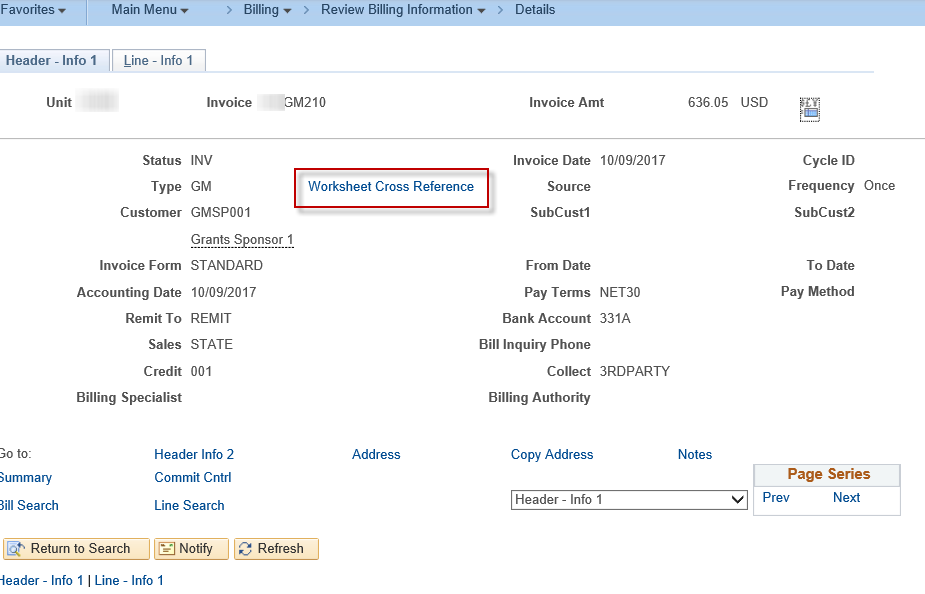 Favorites Main Menu > Billing > Review Billing Information > Details
Header - Info 1 Line - Info 1
Unit Invoice GM210 Invoice Amt 636.05 USD
Status INV Invoice Date 10/09/2017 Cycle ID
Type GM Worksheet Cross Reference Source Frequency Once
Customer GMSP001 SubCust1 SubCust2
Grants Sponsor 1
Invoice Form STANDARD From Date To Date
Accounting Date 10/09/2017 Pay Terms NET30 Pay Method
Remit To REMIT Bank Account 331A
Sales STATE Bill Inquiry Phone
Credit 001 Collect 3RDPARTY
Billing Specialist Billing Authority
Go to: Header Info 2 Address Copy Address Notes
Summary Commit Cntrl Page Series
Bill Search Line Search Header - Info 1 Prev Next
Return to Search Notify Refresh
Header - Info 1 | Line - Info 1